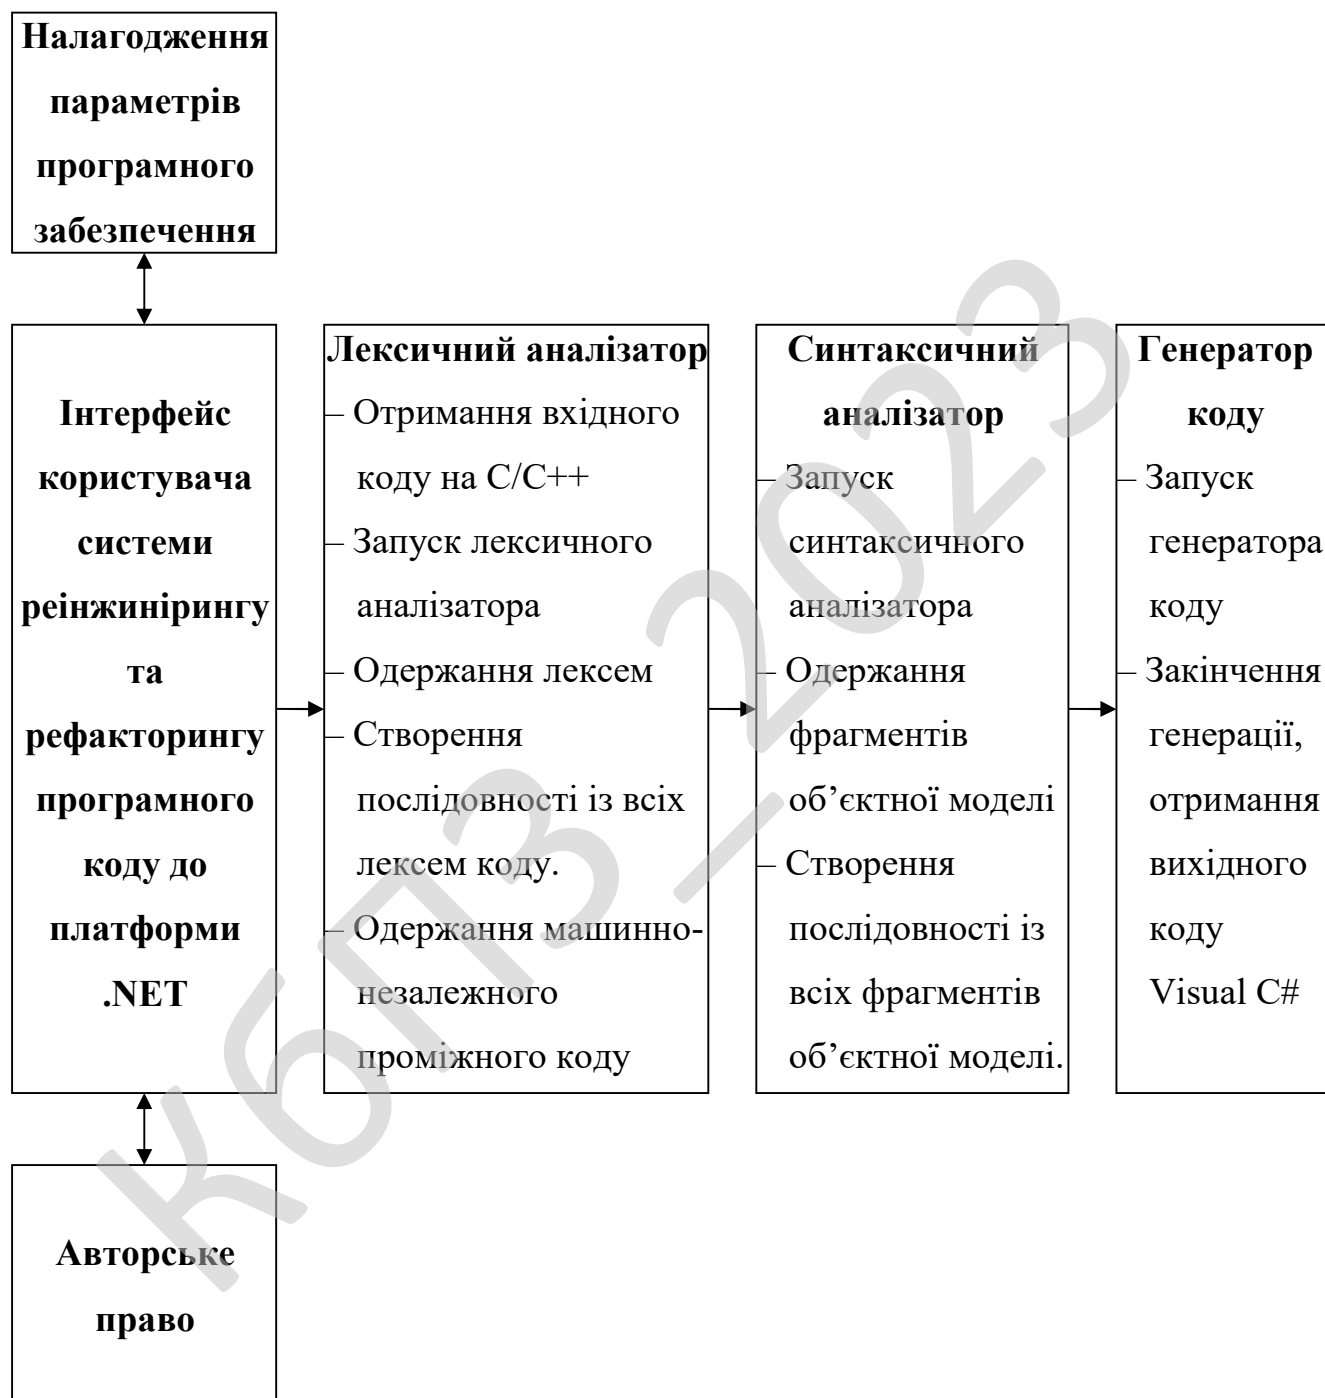 Налагодження
параметрів
програмного
забезпечення
Інтерфейс
користувача
системи
реінжинірингу
та
рефакторингу
програмного
коду до
платформи
.NET
Лексичний аналізатор
– Отримання вхідного
коду на С/С++
– Запуск лексичного
аналізатора
– Одержання лексем
– Створення
послідовності із всіх
лексем коду.
– Одержання машинно-
незалежного
проміжного коду
Синтаксичний
аналізатор
– Запуск
синтаксичного
аналізатора
– Одержання
фрагментів
об’єктної моделі
– Створення
послідовності із
всіх фрагментів
об’єктної моделі.
Генератор
коду
– Запуск
генератора
коду
– Закінчення
генерації,
отримання
вихідного
коду
Visual C#
Авторське
право
КбПЗ_2023